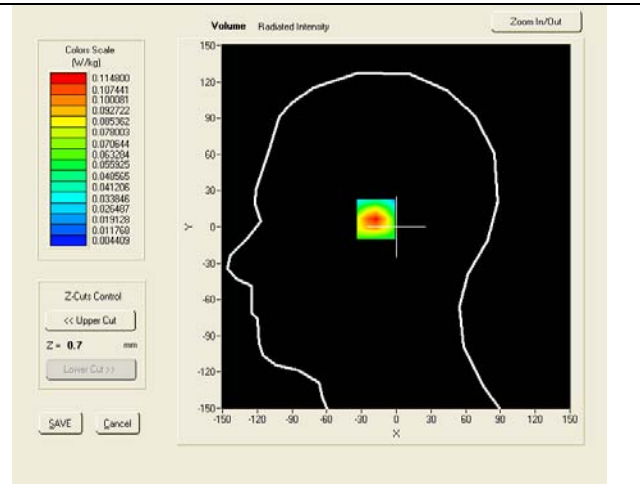 Volume Radiated Intensity
Zoom In/Out
Colors Scale
(W/kg)
0.114800
0.107441
0.100081
0.092722
0.085362
0.078003
0.070644
0.063284
0.055925
0.048565
0.041206
0.033846
0.026487
0.019128
0.011768
0.004409
Z-Cuts Control
<< Upper Cut
Z = 0.7 mm
Lower Cut >>
SAVE Cancel
150
120
90
60
30
0
-30
-60
-90
-120
-150
Y
-150 -120 -90 -60 -30 0 30 60 90 120 150
X